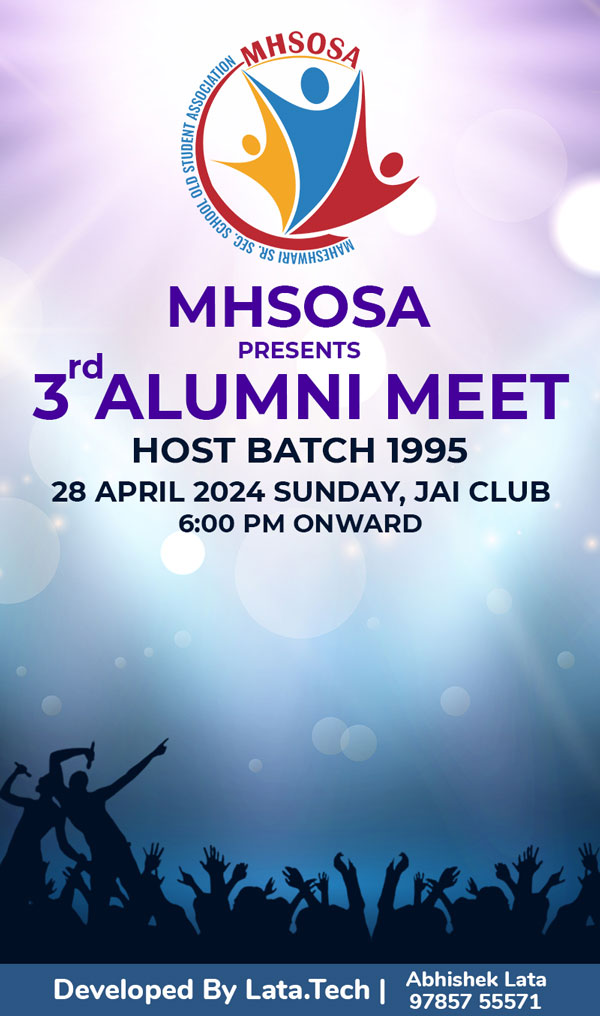 MHSOSA
MAHESHWARI SR. SEC. SCHOOL OLD STUDENT ASSOCIATION
MHSOSA
PRESENTS
3rd ALUMNI MEET
HOST BATCH 1995
28 APRIL 2024 SUNDAY, JAI CLUB
6:00 PM ONWARD
Developed By Lata.Tech |
Abhishek Lata
97857 55571